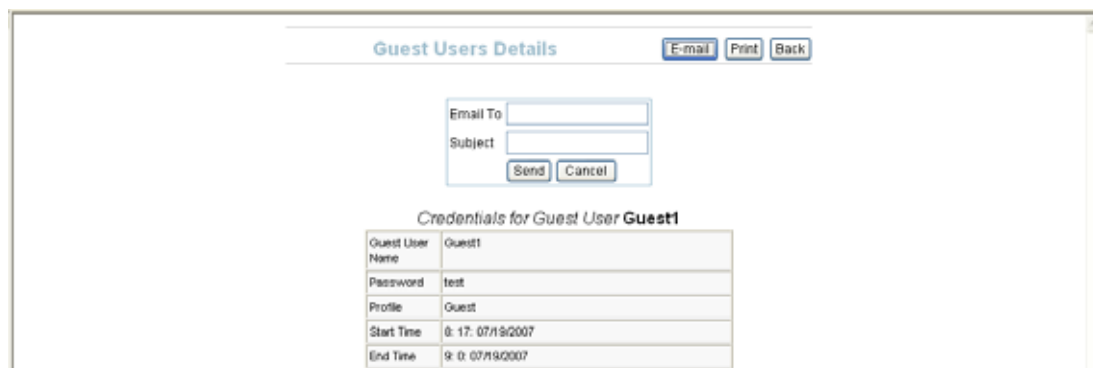 Guest Users Details E-mail Print Back
Email To
Subject
Send Cancel
Credentials for Guest User Guest1
Guest User Name Guest1
Password test
Profile Guest
Start Time 8: 17: 07/19/2007
End Time 9: 0: 07/19/2007